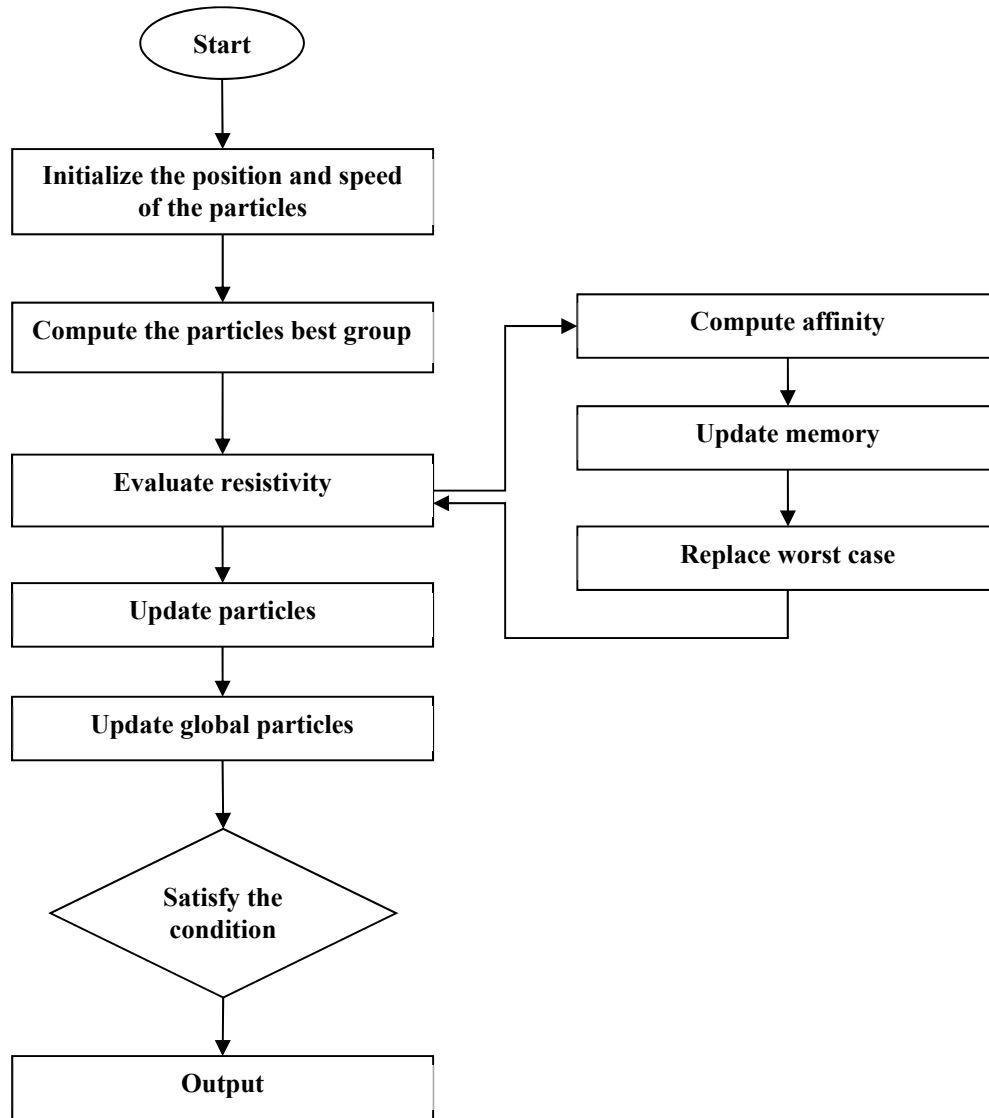 Start
Initialize the position and speed
of the particles
Compute the particles best group
Evaluate resistivity
Update particles
Update global particles
Satisfy the
condition
Output
Compute affinity
Update memory
Replace worst case